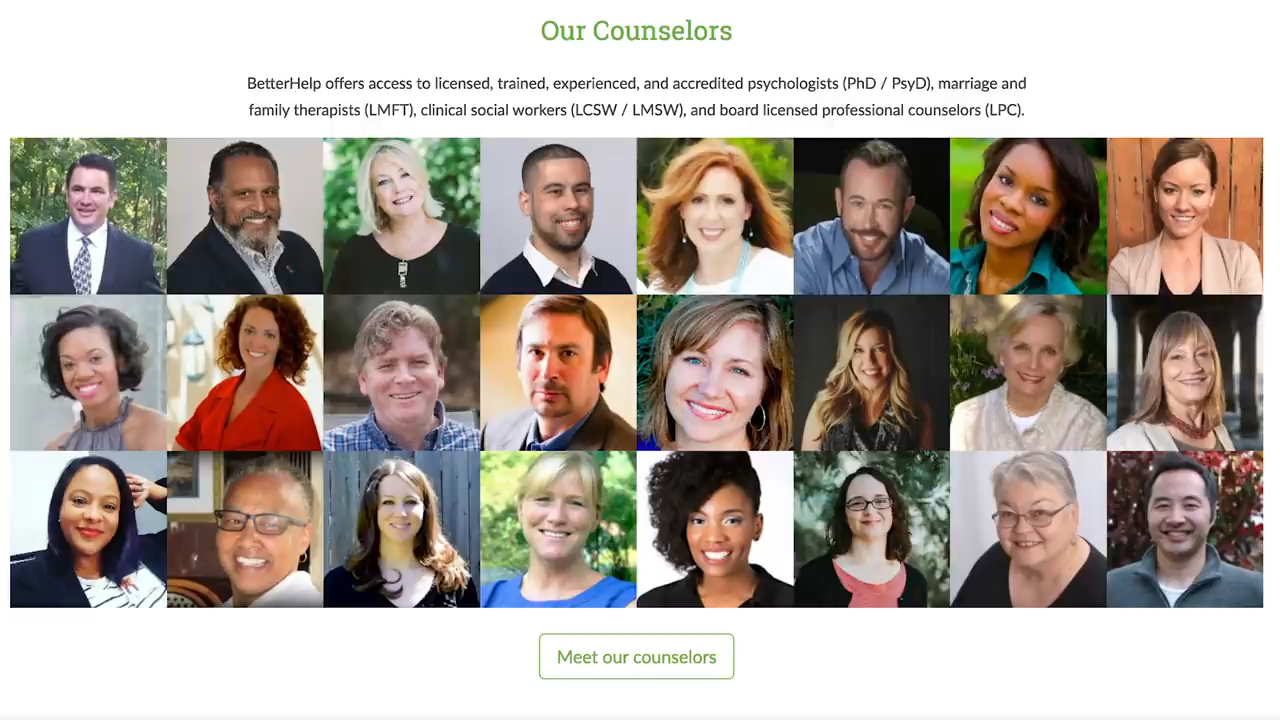 Our Counselors
BetterHelp offers access to licensed, trained, experienced, and accredited psychologists (PhD / PsyD), marriage and
family therapists (LMFT), clinical social workers (LCSW / LMSW), and board licensed professional counselors (LPC).
Meet our counselors